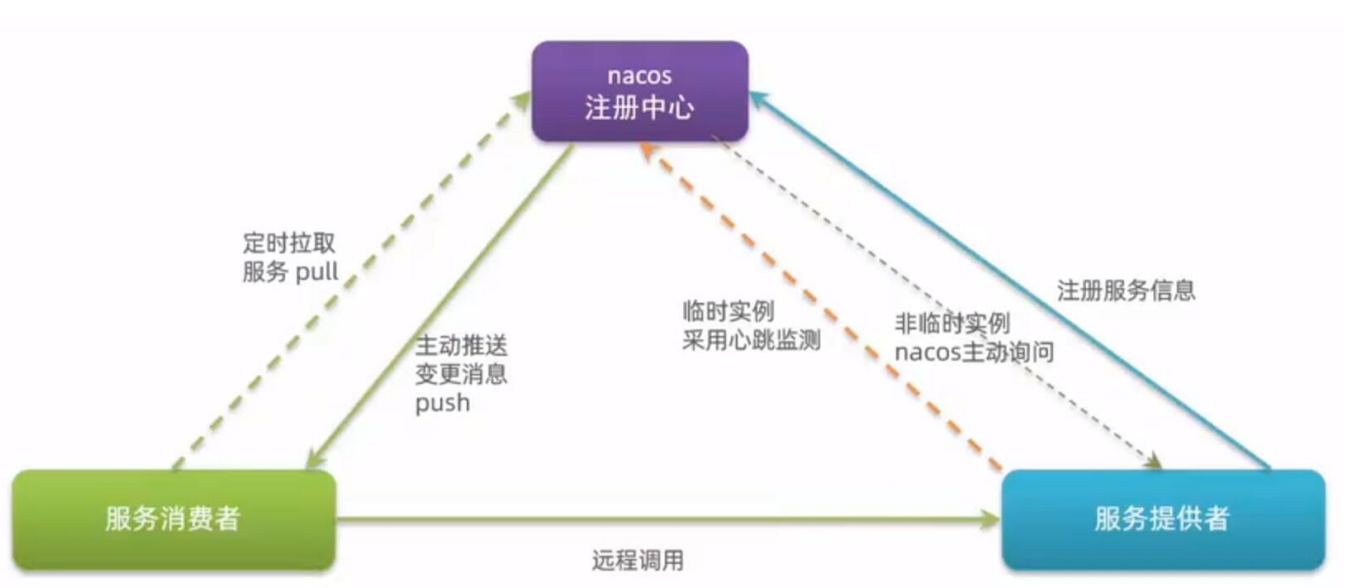 nacos
注册中心
定时拉取
服务 pull
主动推送
变更消息
push
临时实例
采用心跳监测
非临时实例
nacos主动询问
注册服务信息
服务消费者
远程调用
服务提供者